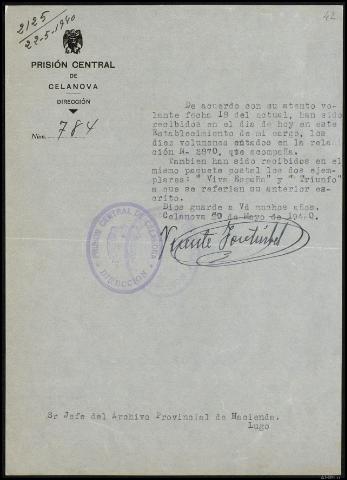 2125
22-5-1940
42
PRISIÓN CENTRAL
DE
CELANOVA
DIRECCIÓN
Núm. 784
De acuerdo con su atento vo-
lante fecha 18 del actual, han sido
recibidos en el dia de hoy en este
Establecimiento de mi cargo, los
diez volumenes citados en la rela-
ción N- 2870, que acompaña.
Tambien han sido recibidos en el
mismo paquete postal los dos ejem-
plares: " Viva España" y " Triunfo"
a que se referian su anterior es-
crito.
Dios guarde a Vd muchos años.
Celanova 20 de Mayo de 1940.
Vicente
PRISIÓN CENTRAL DE CELANOVA
DIRECCIÓN
Sr Jefe del Archivo Provincial de Hacienda.
Lugo